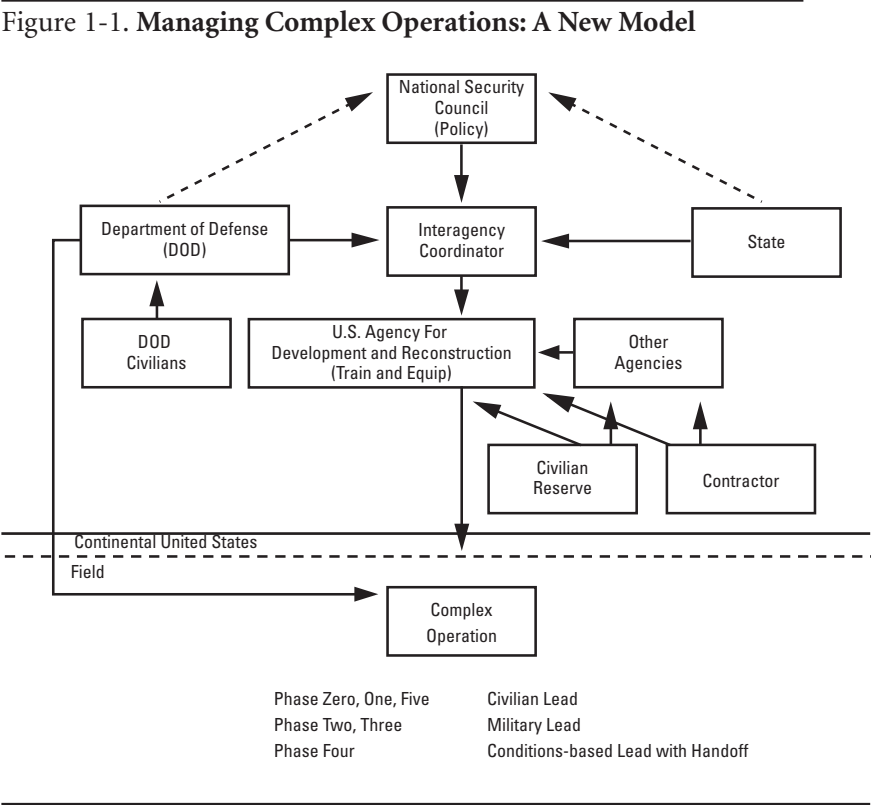 Figure 1-1. Managing Complex Operations: A New Model
National Security
Council
(Policy)
Department of Defense
(DOD)
Interagency
Coordinator
State
DOD
Civilians
U.S. Agency For
Development and Reconstruction
(Train and Equip)
Other
Agencies
Civilian
Reserve
Contractor
Continental United States
Field
Complex
Operation
Phase Zero, One, Five Civilian Lead
Phase Two, Three Military Lead
Phase Four Conditions-based Lead with Handoff